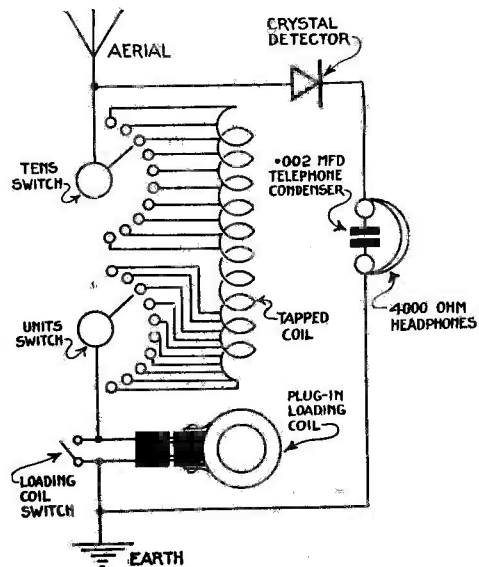 AERIAL
CRYSTAL
DETECTOR
TENS
SWITCH
.002 MFD
TELEPHONE
CONDENSER
4000 OHM
HEADPHONES
UNITS
SWITCH
TAPPED
COIL
PLUG-IN
LOADING
COIL
LOADING
COIL
SWITCH
EARTH